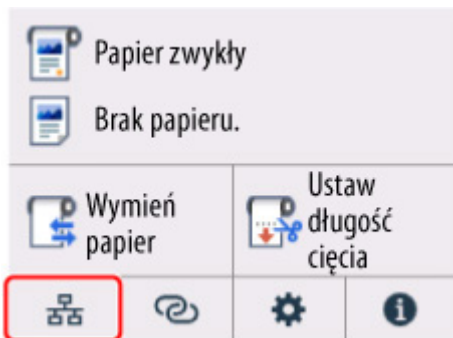 Papier zwykły
Brak papieru.
Wymień
papier
Ustaw
długość
cięcia